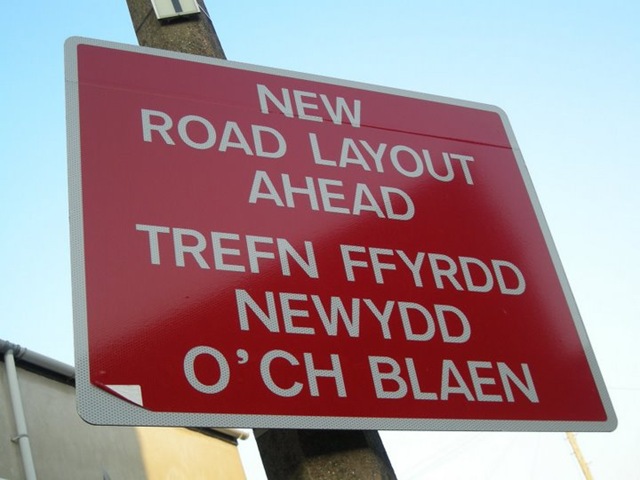 NEW
ROAD LAYOUT
AHEAD
TREFN FFYRDD
NEWYDD
O'CH BLAEN